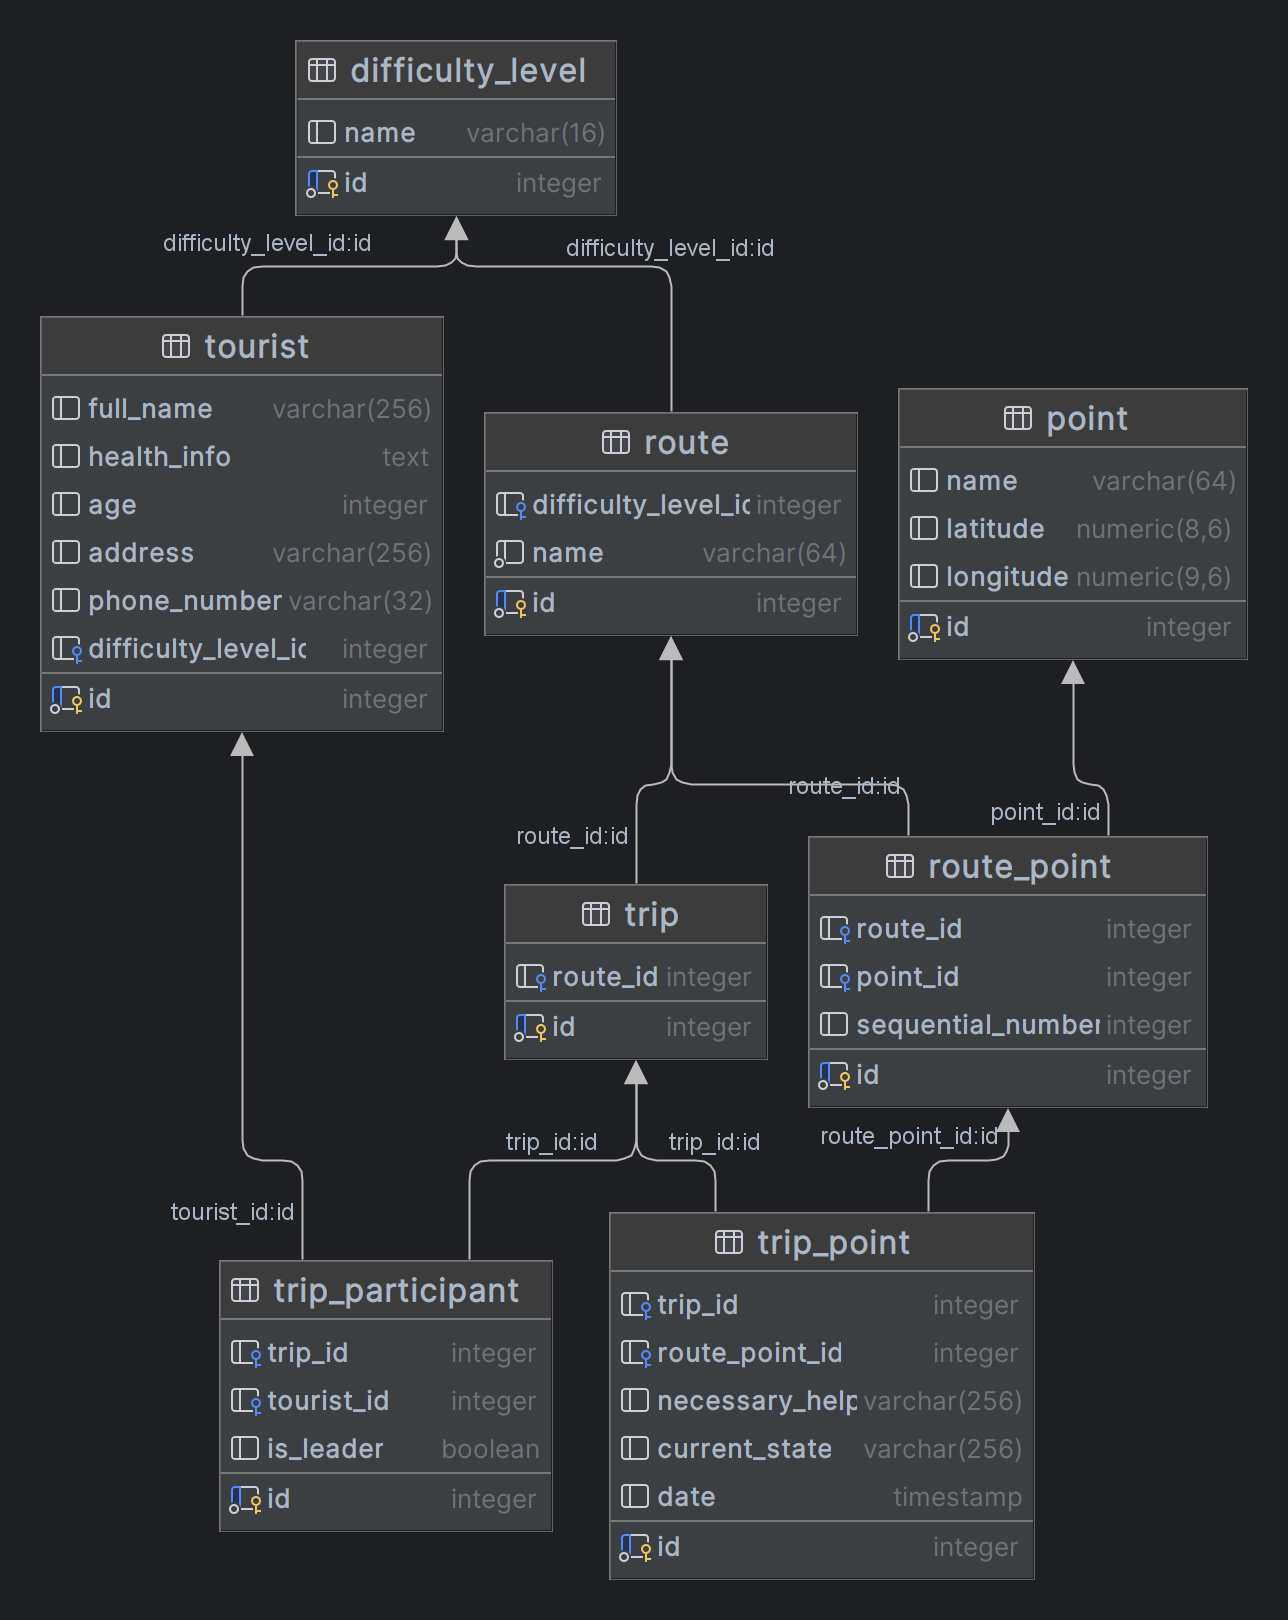 difficulty_level
name varchar(16)
id integer
difficulty_level_id:id
difficulty_level_id:id
tourist
full_name varchar(256)
health_info text
age integer
address varchar(256)
phone_number varchar(32)
difficulty_level_ic integer
id integer
route
difficulty_level_ic integer
name varchar(64)
id integer
point
name varchar(64)
latitude numeric(8,6)
longitude numeric(9,6)
id integer
route_id:id
route_id:id
point_id:id
trip
route_id integer
id integer
route_point
route_id integer
point_id integer
sequential_number integer
id integer
trip_id:id
trip_id:id
route_point_id:id
tourist_id:id
trip_participant
trip_id integer
tourist_id integer
is_leader boolean
id integer
trip_point
trip_id integer
route_point_id integer
necessary_help varchar(256)
current_state varchar(256)
date timestamp
id integer